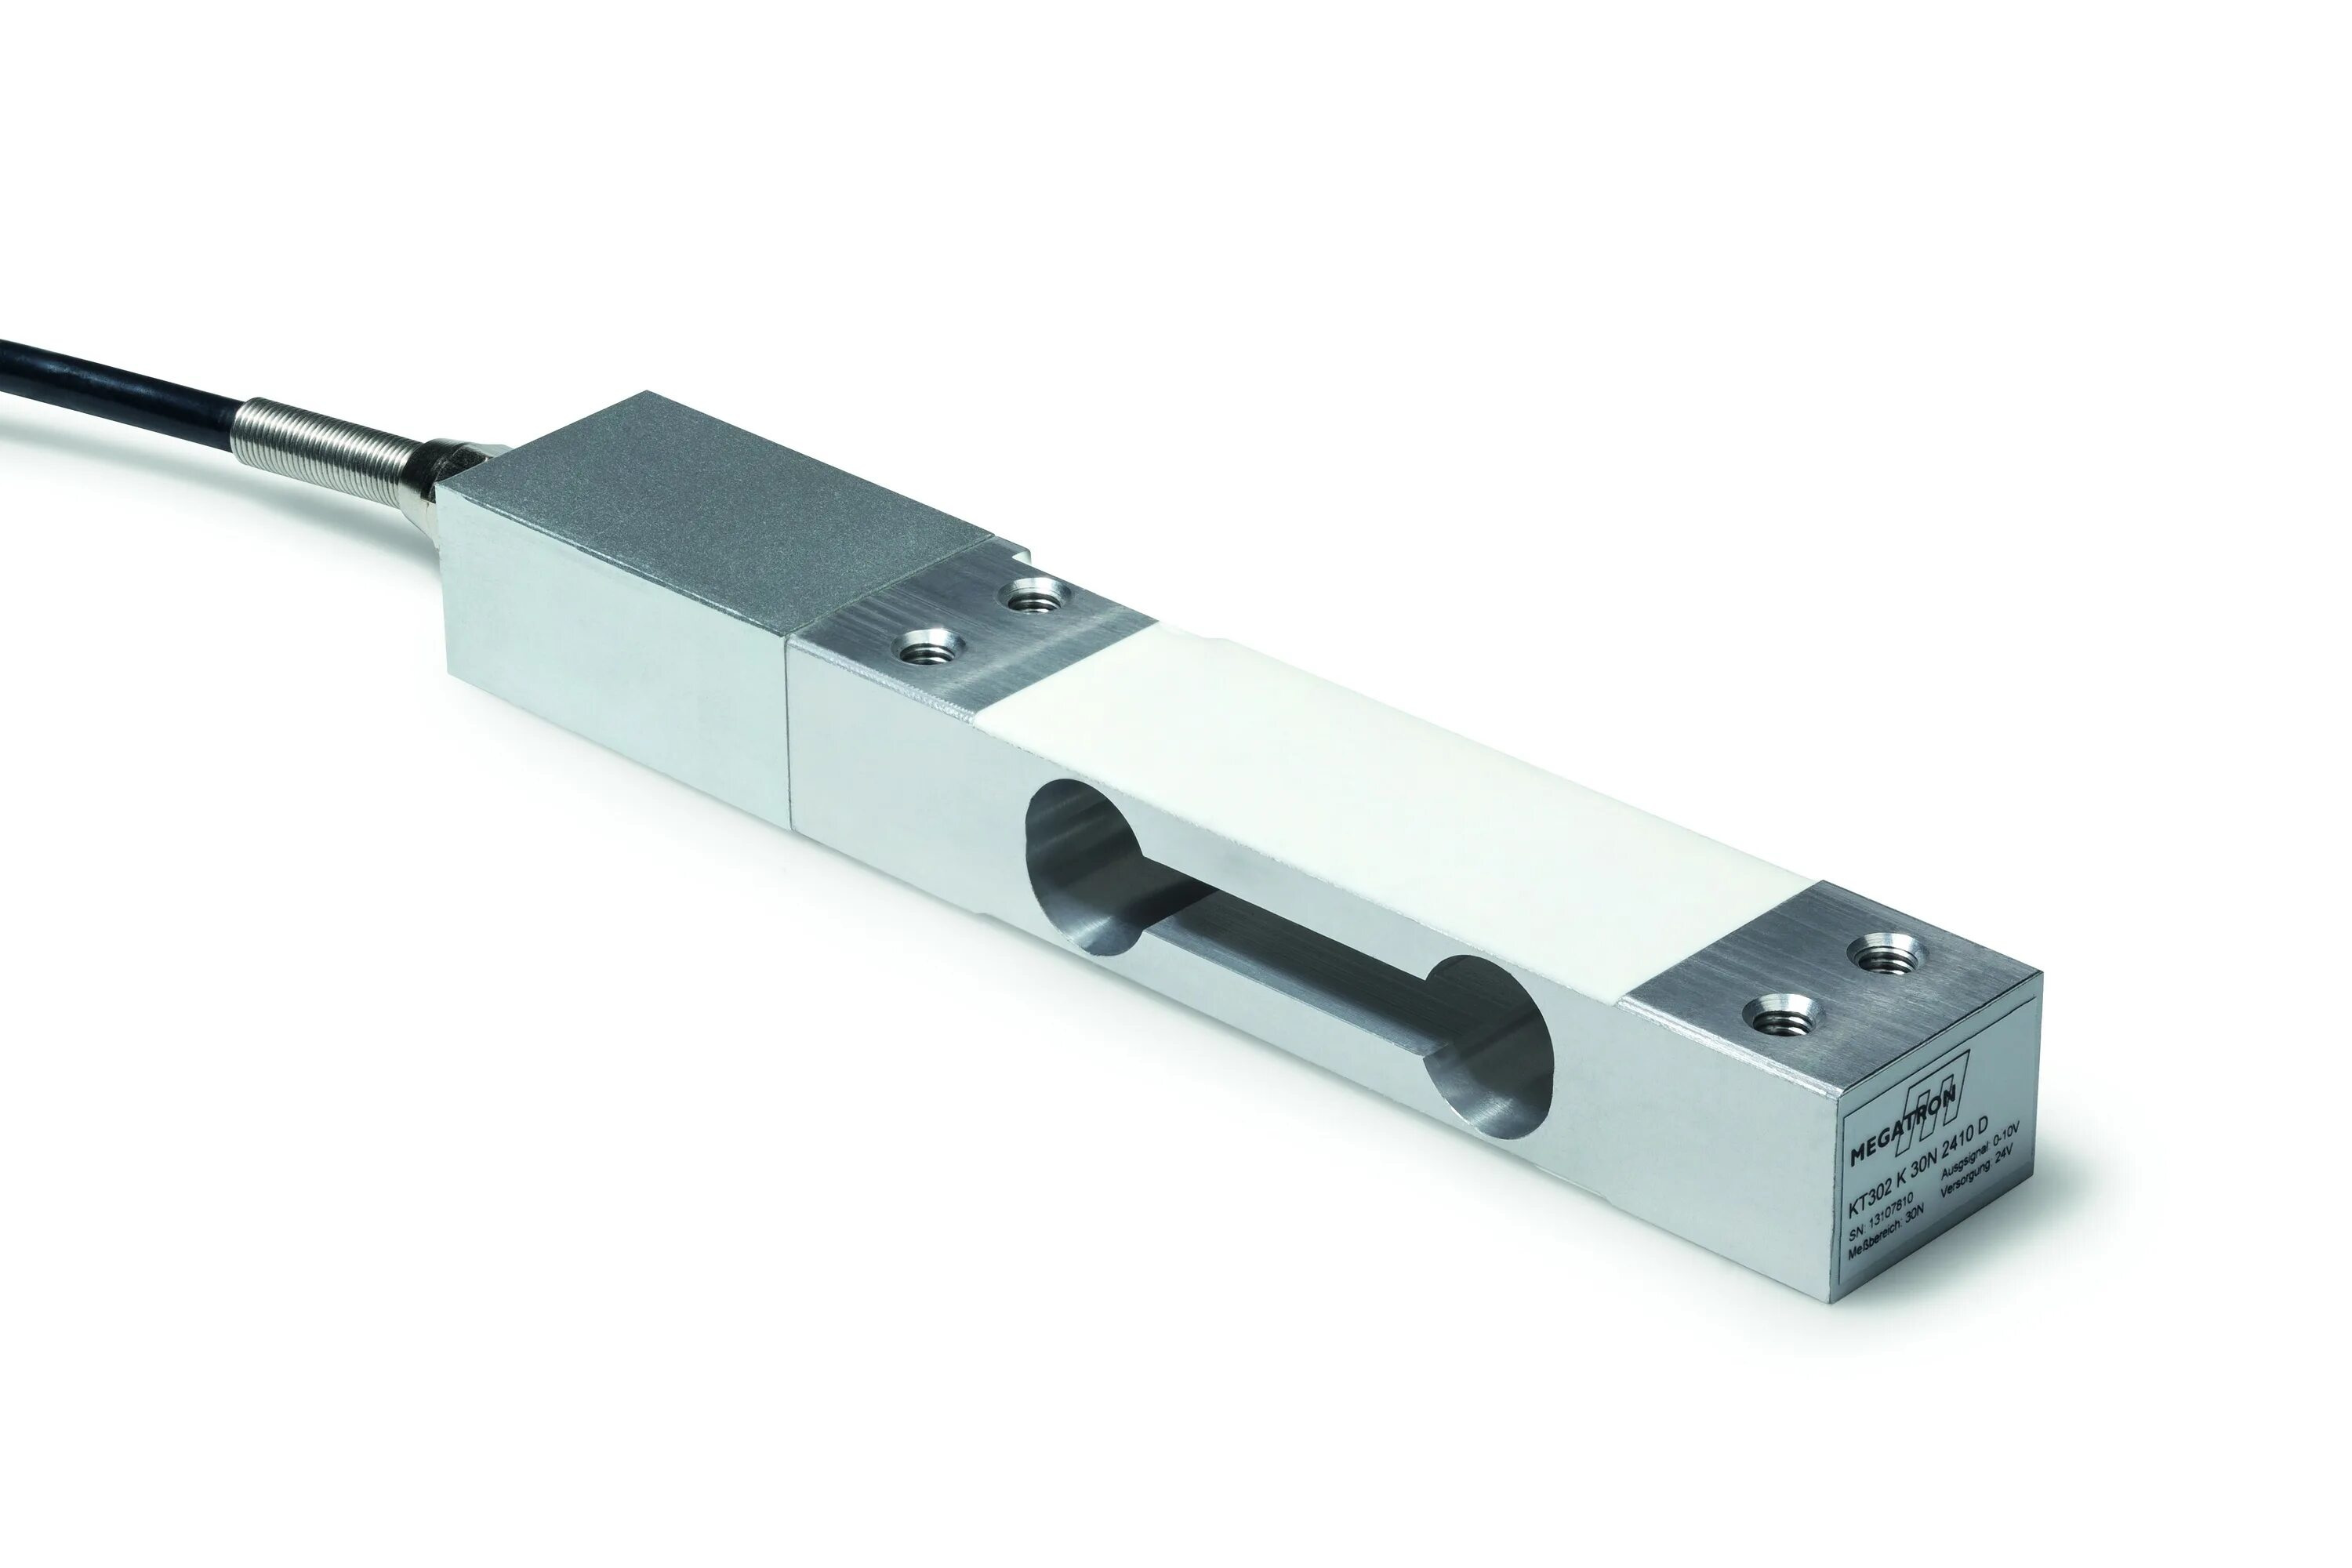 MEGATRON
KT302 K 30N 2410 D
SN: 13107810 Ausgsignal: 0-10V
Meßbereich: 30N Versorgung: 24V